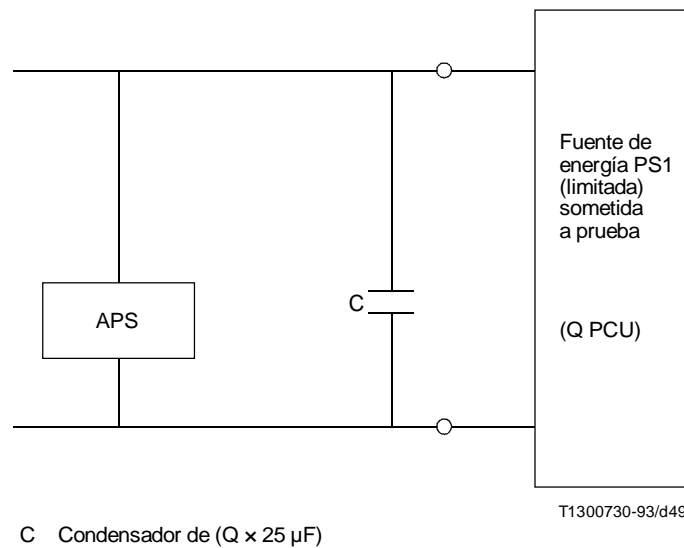 Fuente de
energía PS1
(limitada)
sometida
a prueba
(Q PCU)
APS
C
T1300730-93/d49
C Condensador de (Q × 25 µF)